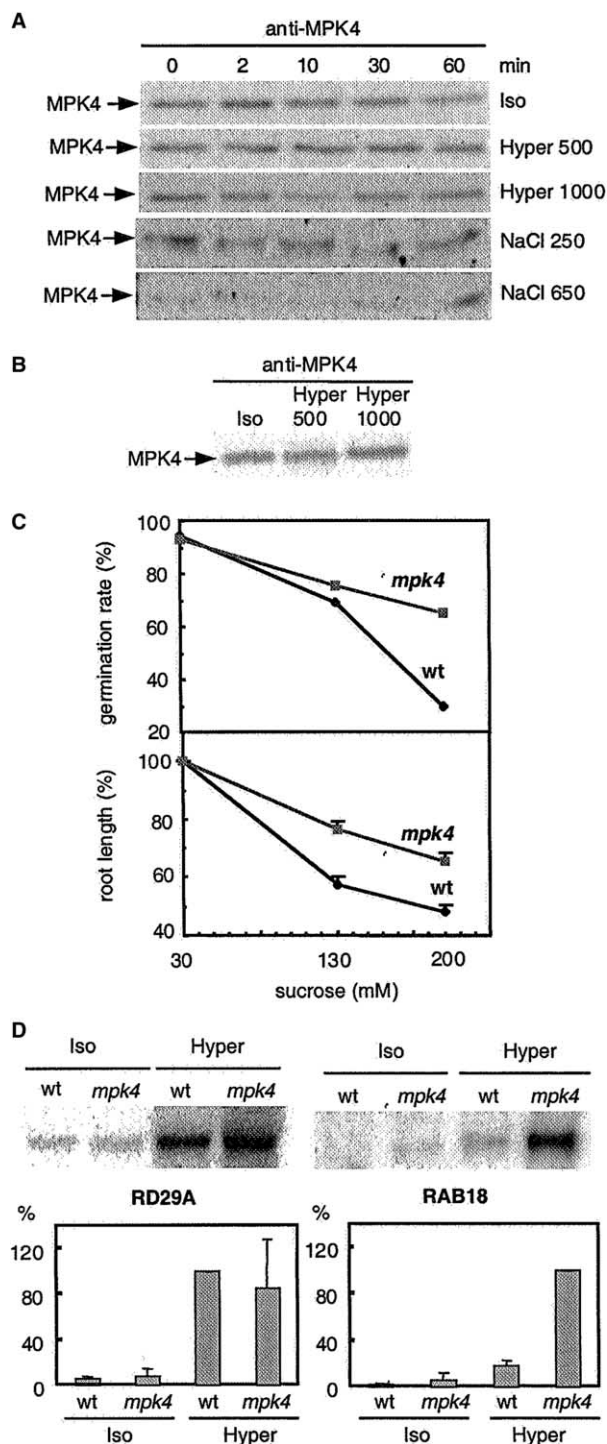 A
anti-MPK4
0 2 10 30 60 min
MPK4 Iso
MPK4 Hyper 500
MPK4 Hyper 1000
MPK4 NaCl 250
MPK4 NaCl 650
B
anti-MPK4
Hyper Hyper
Iso 500 1000
MPK4
C
100
80
60
40
20
germination rate (%)
mpk4
wt
100
80
60
40
root length (%)
mpk4
wt
30 130 200
sucrose (mM)
D
Iso Hyper
wt mpk4 wt mpk4
Iso Hyper
wt mpk4 wt mpk4
RD29A
%
120
80
40
0
wt mpk4 wt mpk4
Iso Hyper
RAB18
%
120
80
40
0
wt mpk4 wt mpk4
Iso Hyper